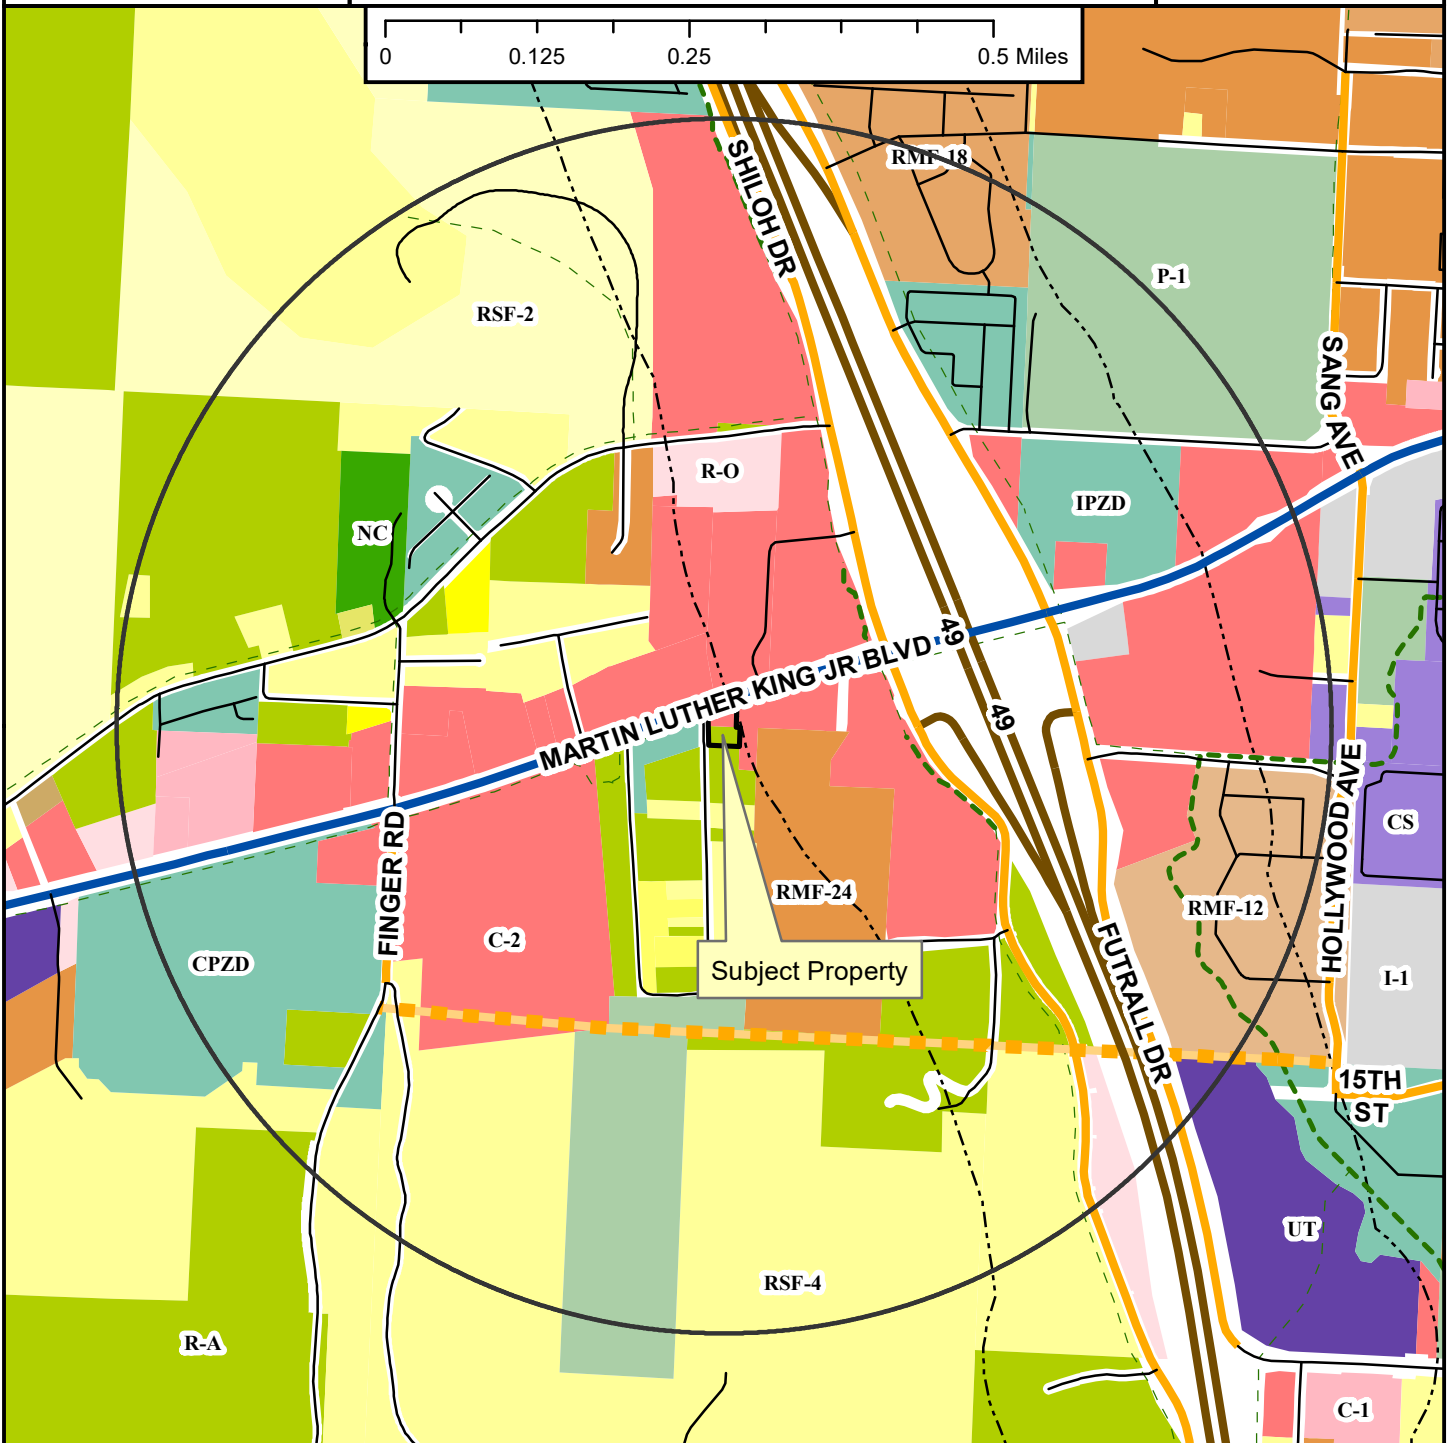 0 0.125 0.25 0.5 Miles
SHILOH DR
RMF-18
P-1
RSF-2
SANG AVE
R-O
IPZD
NC
49
MARTIN LUTHER KING JR BLVD
49
HOLLYWOOD AVE
CS
FINGER RD
RMF-24
RMF-12
C-2
CPZD
Subject Property
I-1
FUTRALL DR
15TH
ST
UT
RSF-4
R-A
C-1